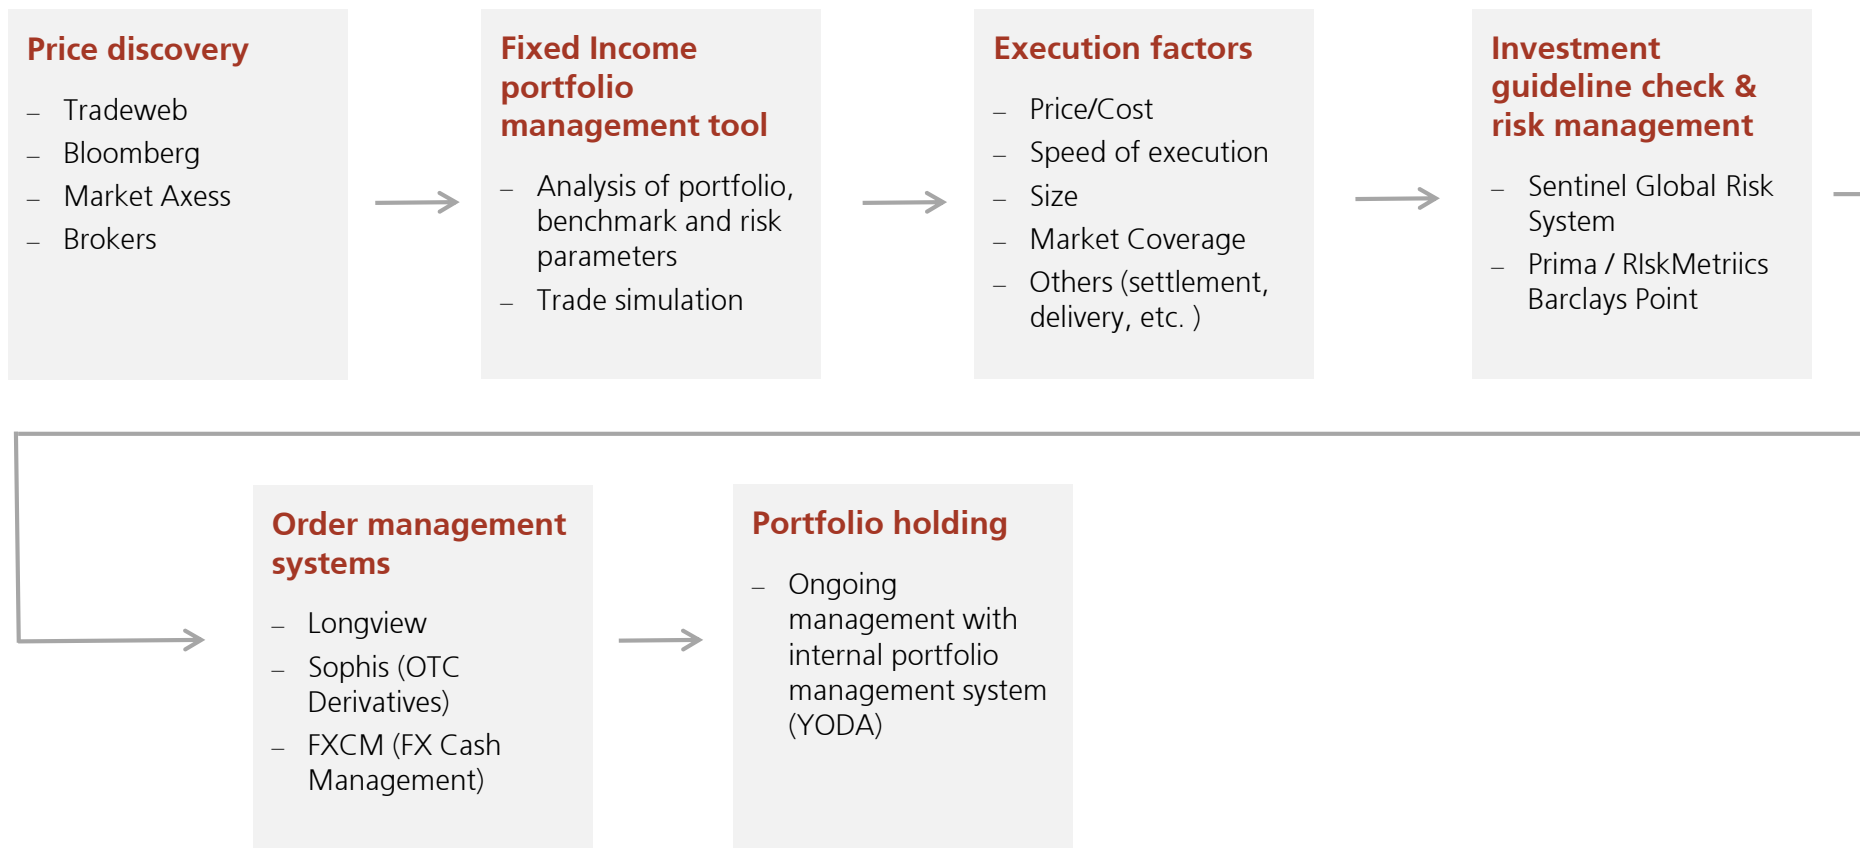 Price discovery
– Tradeweb
– Bloomberg
– Market Axess
– Brokers
Fixed Income
portfolio
management tool
– Analysis of portfolio,
benchmark and risk
parameters
– Trade simulation
Execution factors
– Price/Cost
– Speed of execution
– Size
– Market Coverage
– Others (settlement,
delivery, etc. )
Investment
guideline check &
risk management
– Sentinel Global Risk
System
– Prima / RIskMetriics
Barclays Point
Order management
systems
– Longview
– Sophis (OTC
Derivatives)
– FXCM (FX Cash
Management)
Portfolio holding
– Ongoing
management with
internal portfolio
management system
(YODA)